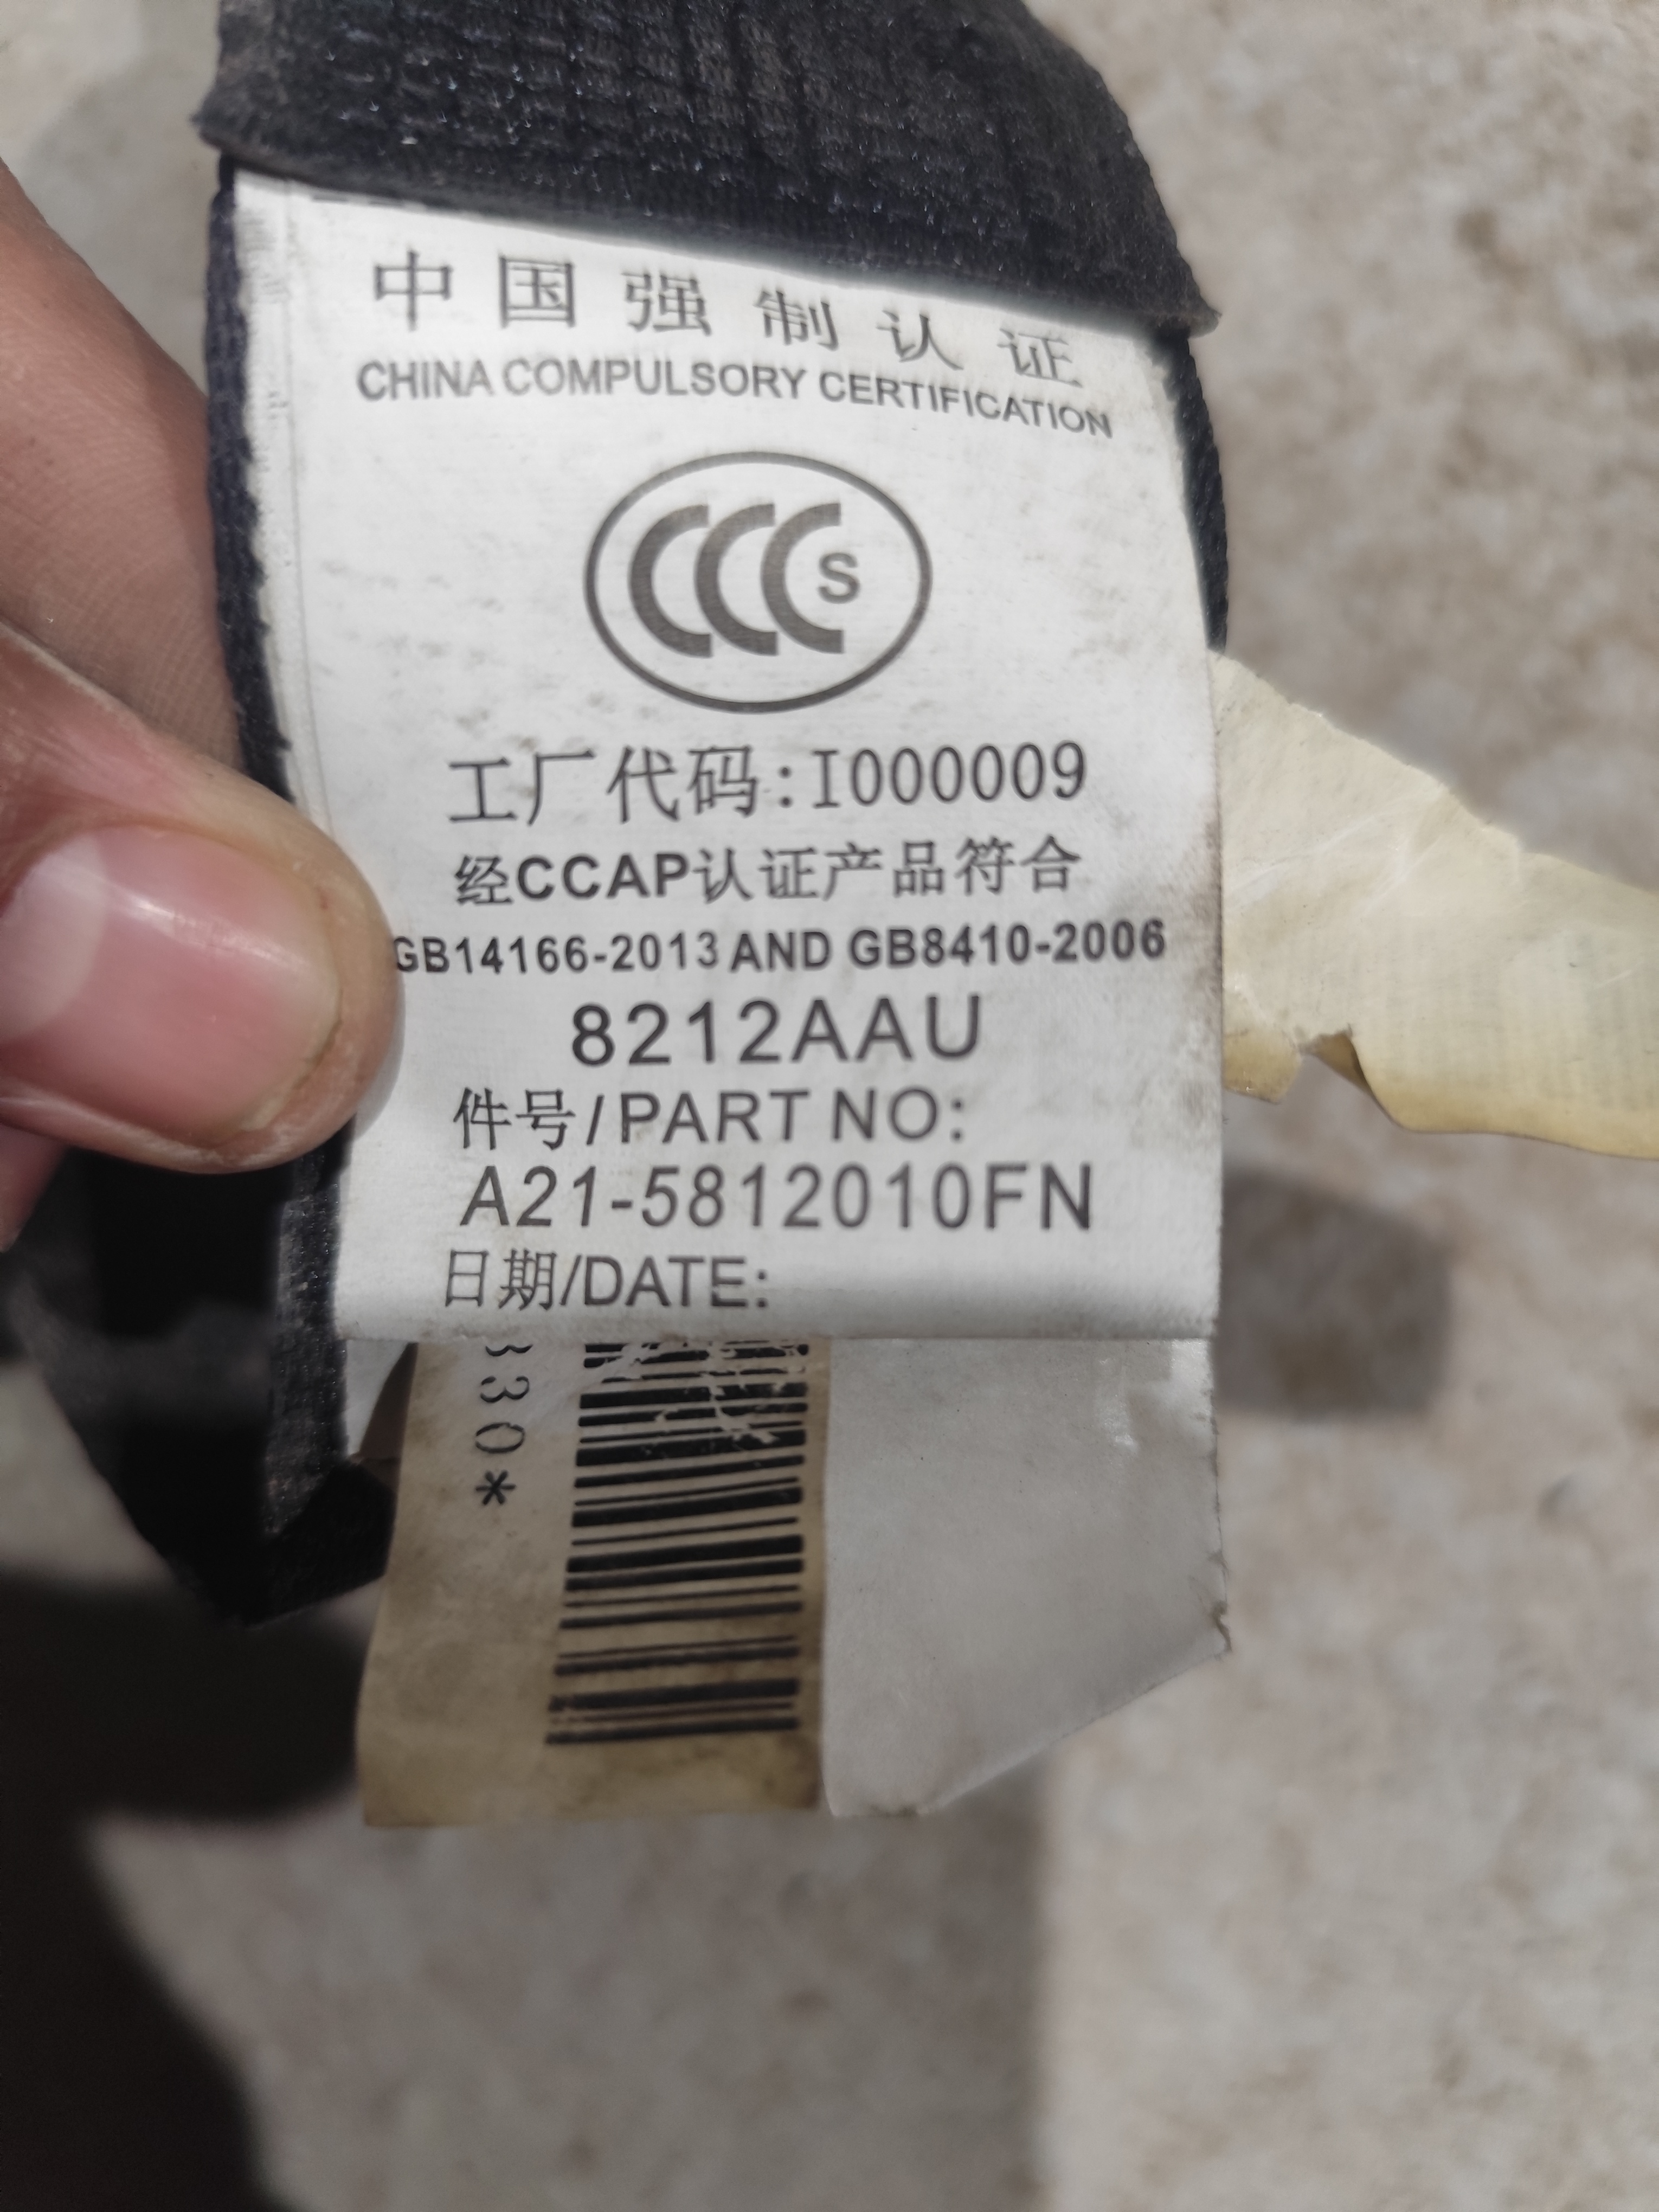 中国强制认证
CHINA COMPULSORY CERTIFICATION
CCC S
工厂代码:I000009
经CCAP认证产品符合
GB14166-2013 AND GB8410-2006
8212AAU
件号/PART NO:
A21-5812010FN
日期/DATE:
330*